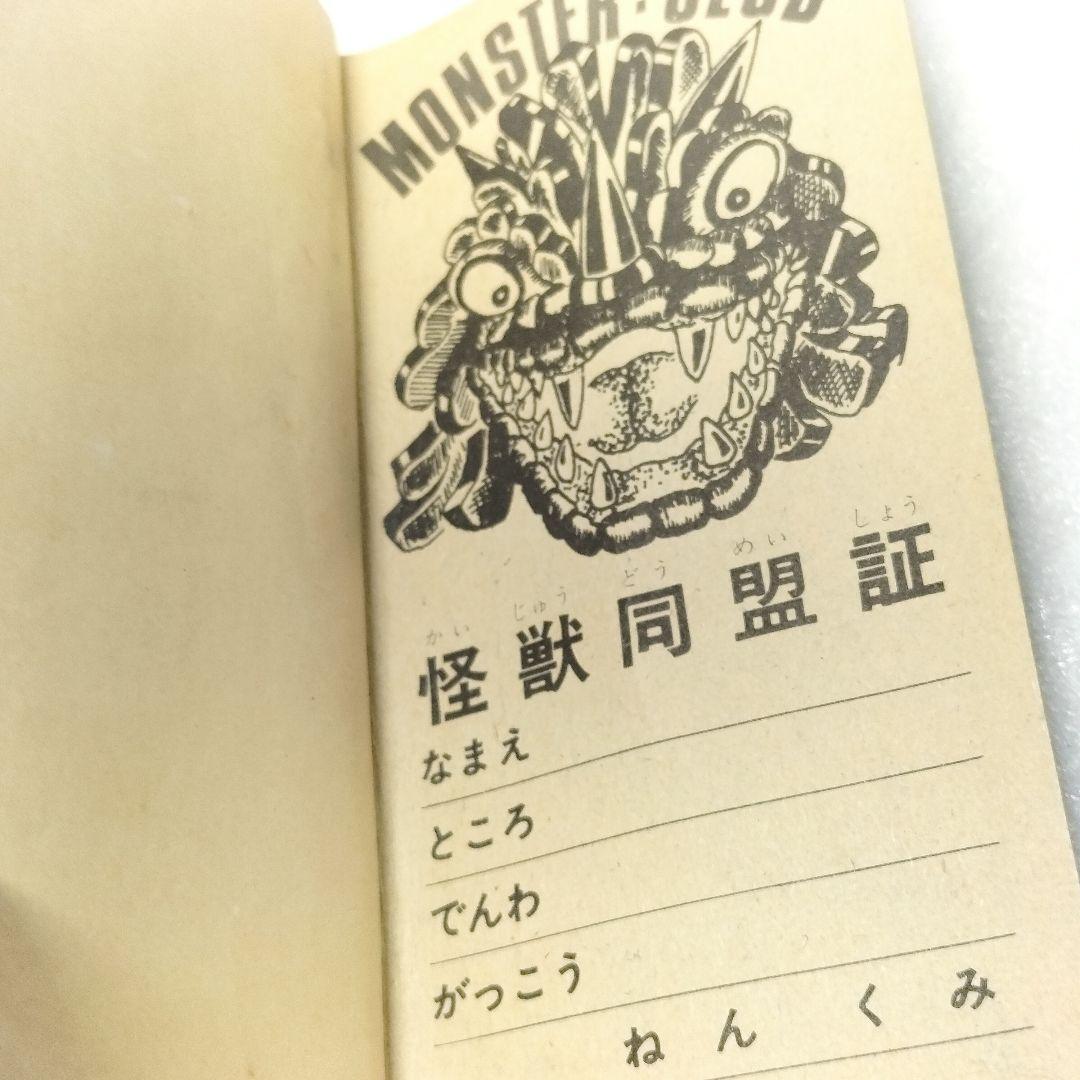 MONSTER・CLUB
かいじゅうどうめいしょう
怪獣同盟証
なまえ
ところ
でんわ
がっこう
ねん くみ